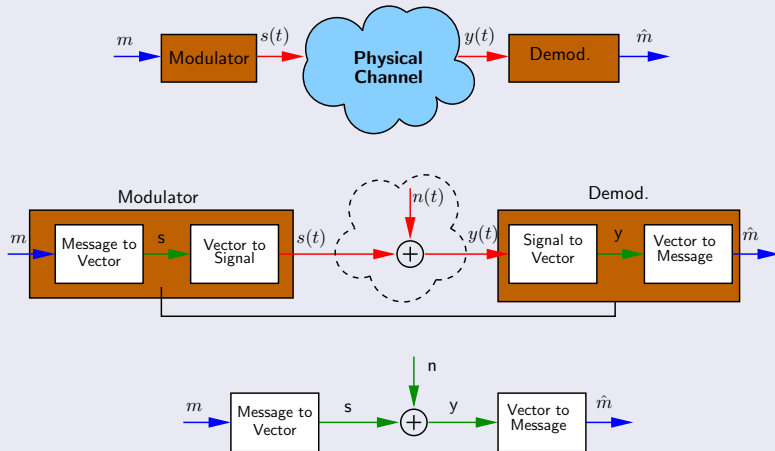 m
s(t)
y(t)
m̂
Modulator
Physical
Channel
Demod.
Modulator
Demod.
n(t)
m
Message to
Vector
s
Vector to
Signal
s(t)
y(t)
Signal to
Vector
y
Vector to
Message
m̂
n
m
Message to
Vector
s
y
Vector to
Message
m̂